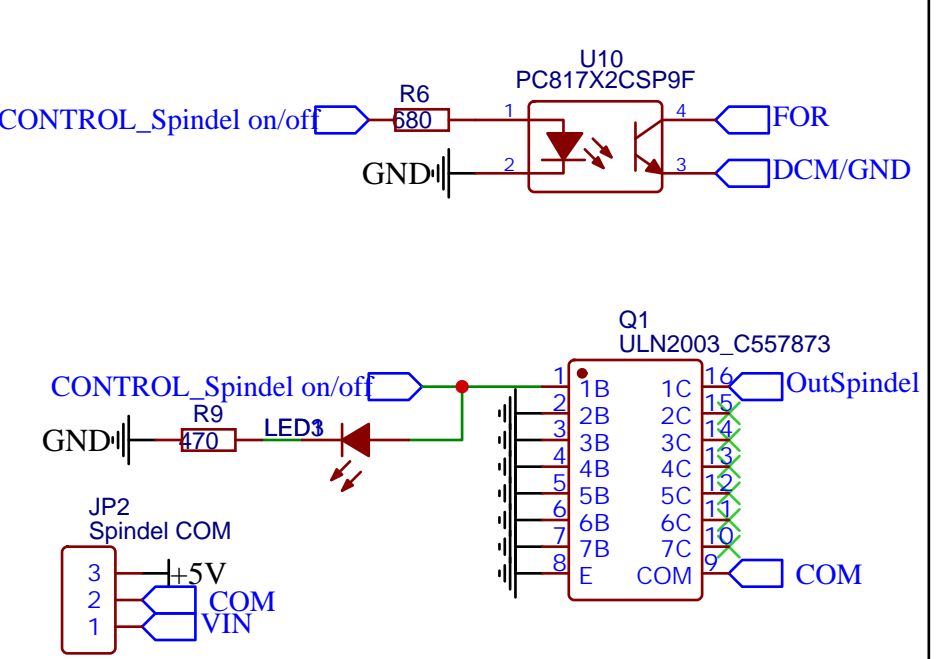 U10
PC817X2CSP9F
CONTROL_Spindel on/off
R6
680
1
4
FOR
GND
2
3
DCM/GND
Q1
ULN2003_C557873
CONTROL_Spindel on/off
1
1B
1C
16
OutSpindel
2
2B
2C
15
R9
GND
470
LED3
3
3B
3C
14
4
4B
4C
13
5
5B
5C
12
6
6B
6C
11
7
7B
7C
10
8
E
COM
9
COM
JP2
Spindel COM
3
+5V
2
COM
1
VIN